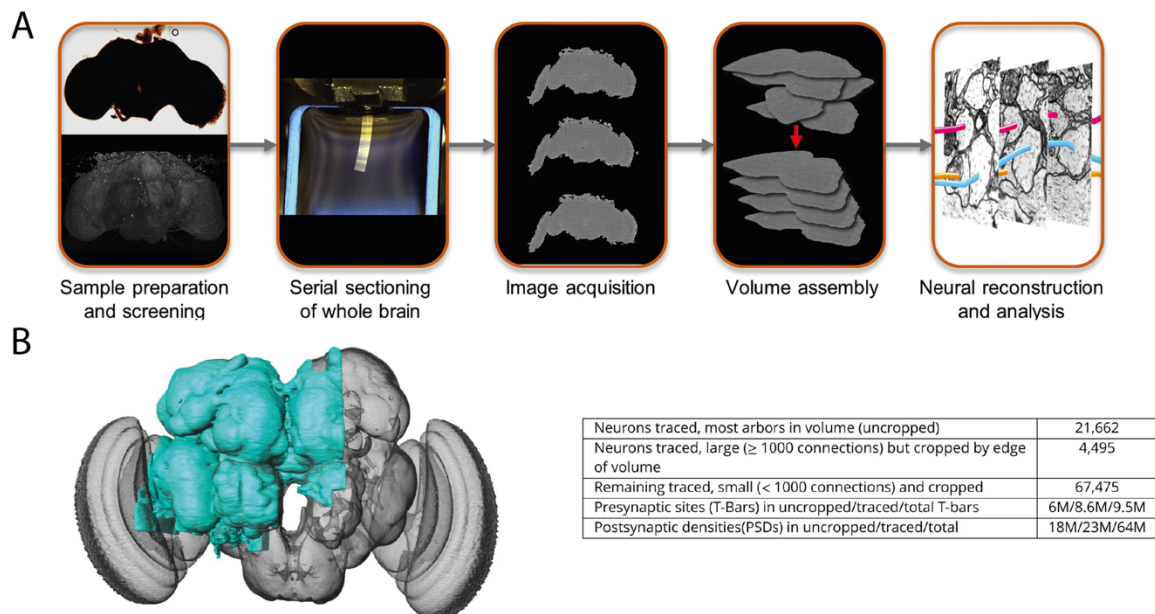 A
Sample preparation
and screening
Serial sectioning
of whole brain
Image acquisition
Volume assembly
Neural reconstruction
and analysis
B
Neurons traced, most arbors in volume (uncropped) 21,662
Neurons traced, large (≥ 1000 connections) but cropped by edge 4,495
of volume
Remaining traced, small (< 1000 connections) and cropped 67,475
Presynaptic sites (T-Bars) in uncropped/traced/total T-bars 6M/8.6M/9.5M
Postsynaptic densities(PSDs) in uncropped/traced/total 18M/23M/64M